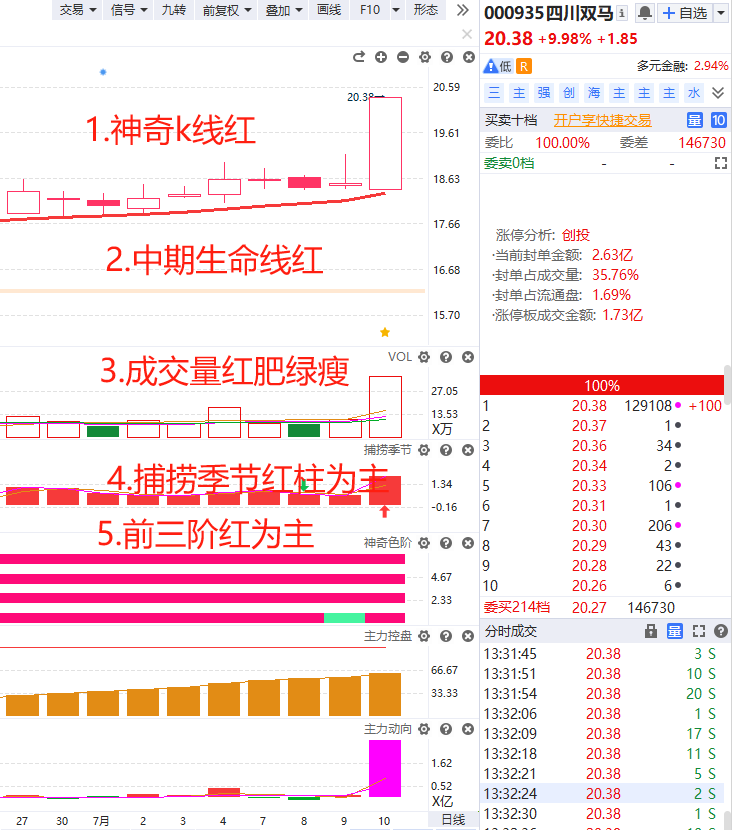 交易 信号 九转 前复权 叠加 画线 F10 形态
20.38
20.59
1.神奇k线红
19.61
18.63
17.66
2.中期生命线红
16.68
15.70
VOL
3.成交量红肥绿瘦
27.05
13.53
X万
捕捞季节
4.捕捞季节红柱为主
1.34
-0.16
5.前三阶红为主
神奇色阶
4.67
2.33
主力控盘
66.67
33.33
主力动向
1.62
0.52
X亿
27 30 7月 2 3 4 7 8 9 10 日线
000935 四川双马 自选
20.38 +9.98% +1.85
低 R 多元金融: 2.94%
三 主 强 创 海 主 主 主 水
买卖十档 开户享快捷交易 量 10
委比 100.00% 委差 146730
委卖0档 - -
涨停分析: 创投
·当前封单金额: 2.63亿
·封单占成交量: 35.76%
·封单占流通盘: 1.69%
·涨停板成交金额: 1.73亿
100%
1 20.38 129108 +100
2 20.37 1
3 20.36 34
4 20.34 2
5 20.33 106
6 20.31 1
7 20.30 206
8 20.29 43
9 20.28 22
10 20.26 6
委买214档 20.27 146730
分时成交 量
13:31:45 20.38 3 S
13:31:51 20.38 10 S
13:31:54 20.38 20 S
13:32:06 20.38 1 S
13:32:09 20.38 17 S
13:32:18 20.38 11 S
13:32:21 20.38 5 S
13:32:24 20.38 2 S
13:32:30 20.38 1 S